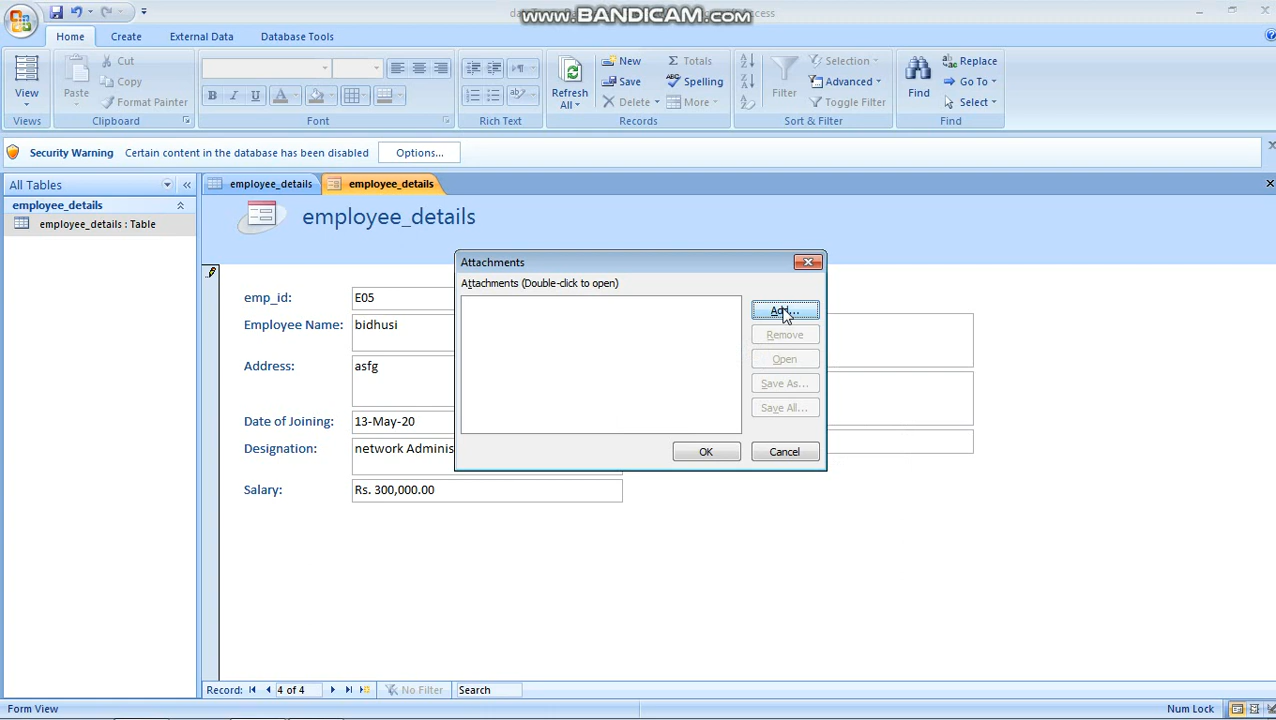 www.BANDICAM.com
Home Create External Data Database Tools
Cut
Copy
Format Painter
View
Paste
Views
Clipboard
B I U A
Font
Rich Text
Refresh All
New
Save
Delete
Totals
Spelling
More
Records
Filter
Selection
Advanced
Toggle Filter
Sort & Filter
Find
Replace
Go To
Select
Find
Security Warning Certain content in the database has been disabled Options...
All Tables
employee_details
employee_details : Table
employee_details employee_details
employee_details
emp_id: E05
Employee Name: bidhusi
Address: asfg
Date of Joining: 13-May-20
Designation: network Adminis
Salary: Rs. 300,000.00
Attachments
Attachments (Double-click to open)
Add...
Remove
Open
Save As...
Save All...
OK Cancel
Record: 4 of 4 No Filter Search
Form View Num Lock